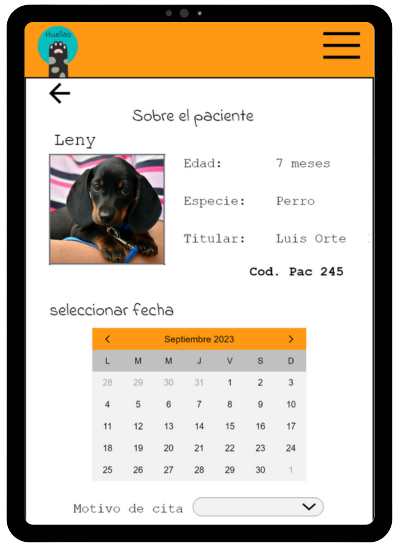 Huellas
Sobre el paciente
Leny
Edad: 7 meses
Especie: Perro
Titular: Luis Orte
Cod. Pac 245
seleccionar fecha
< Septiembre 2023 >
L M M J V S D
28 29 30 31 1 2 3
4 5 6 7 8 9 10
11 12 13 14 15 16 17
18 19 20 21 22 23 24
25 26 27 28 29 30 1
Motivo de cita